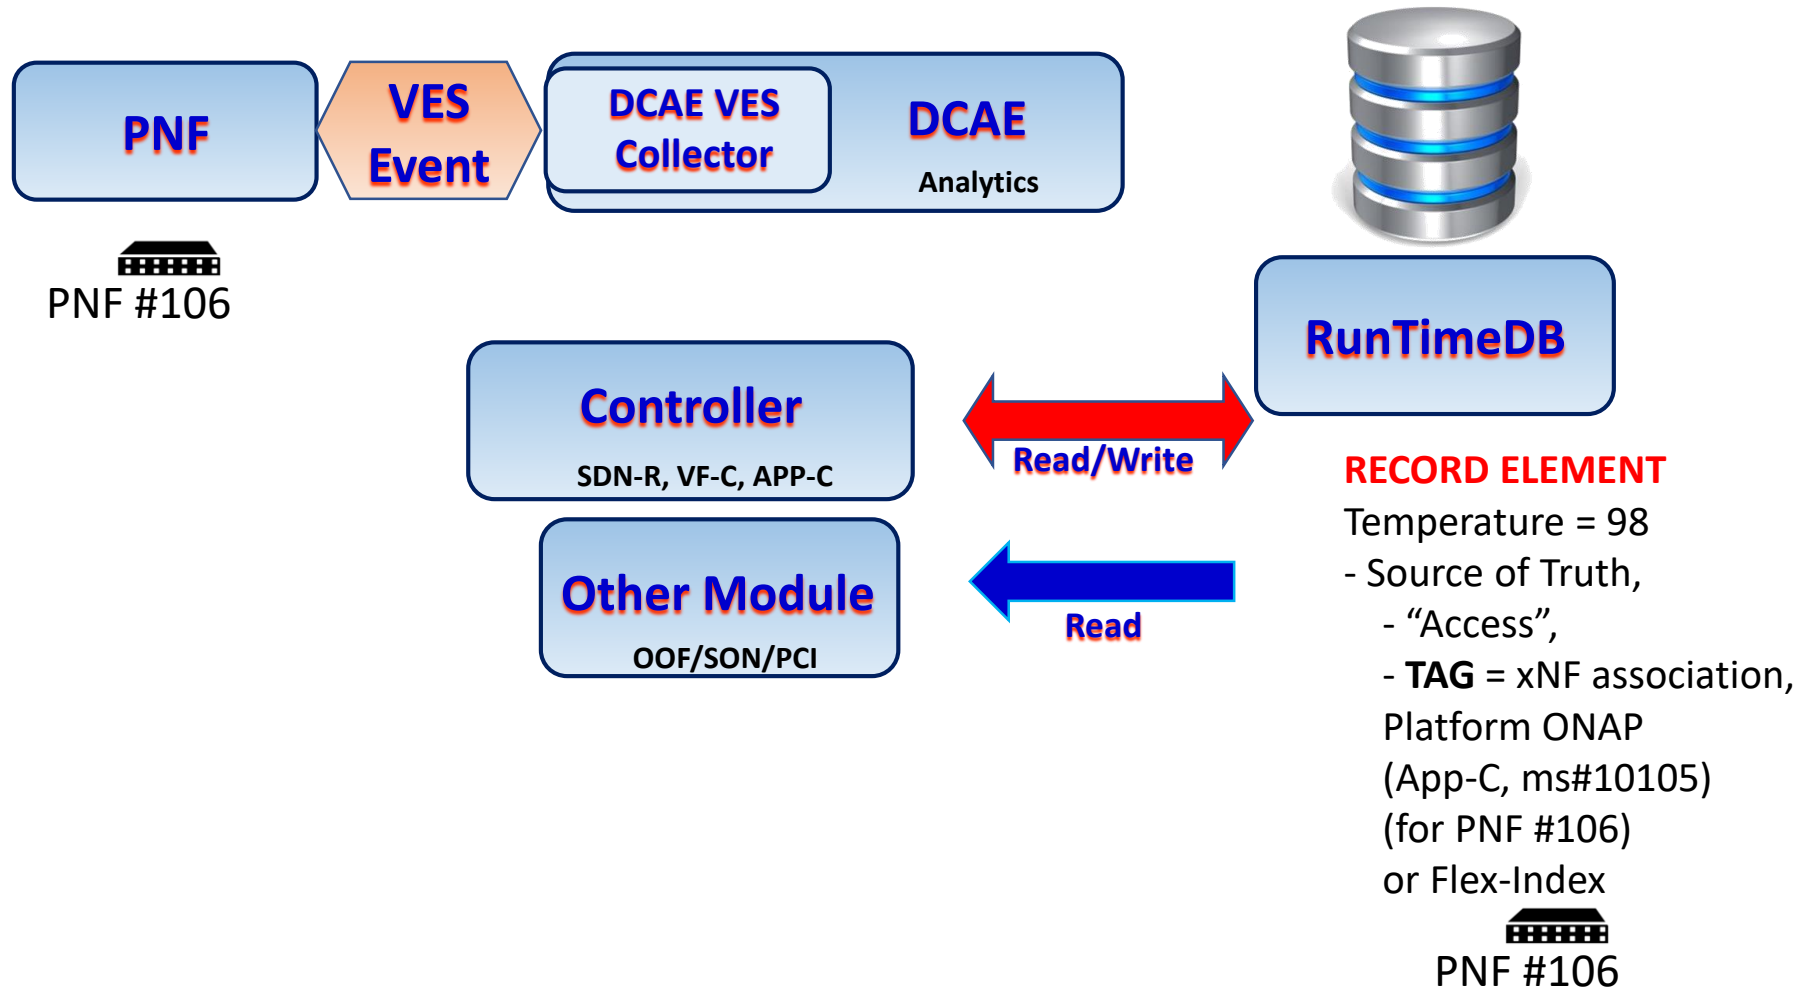 PNF
VES
Event
DCAE VES
Collector
DCAE
Analytics
PNF #106
RunTimeDB
Controller
SDN-R, VF-C, APP-C
Read/Write
Other Module
OOF/SON/PCI
Read
RECORD ELEMENT
Temperature = 98
- Source of Truth,
- “Access”,
- TAG = xNF association,
Platform ONAP
(App-C, ms#10105)
(for PNF #106)
or Flex-Index
PNF #106